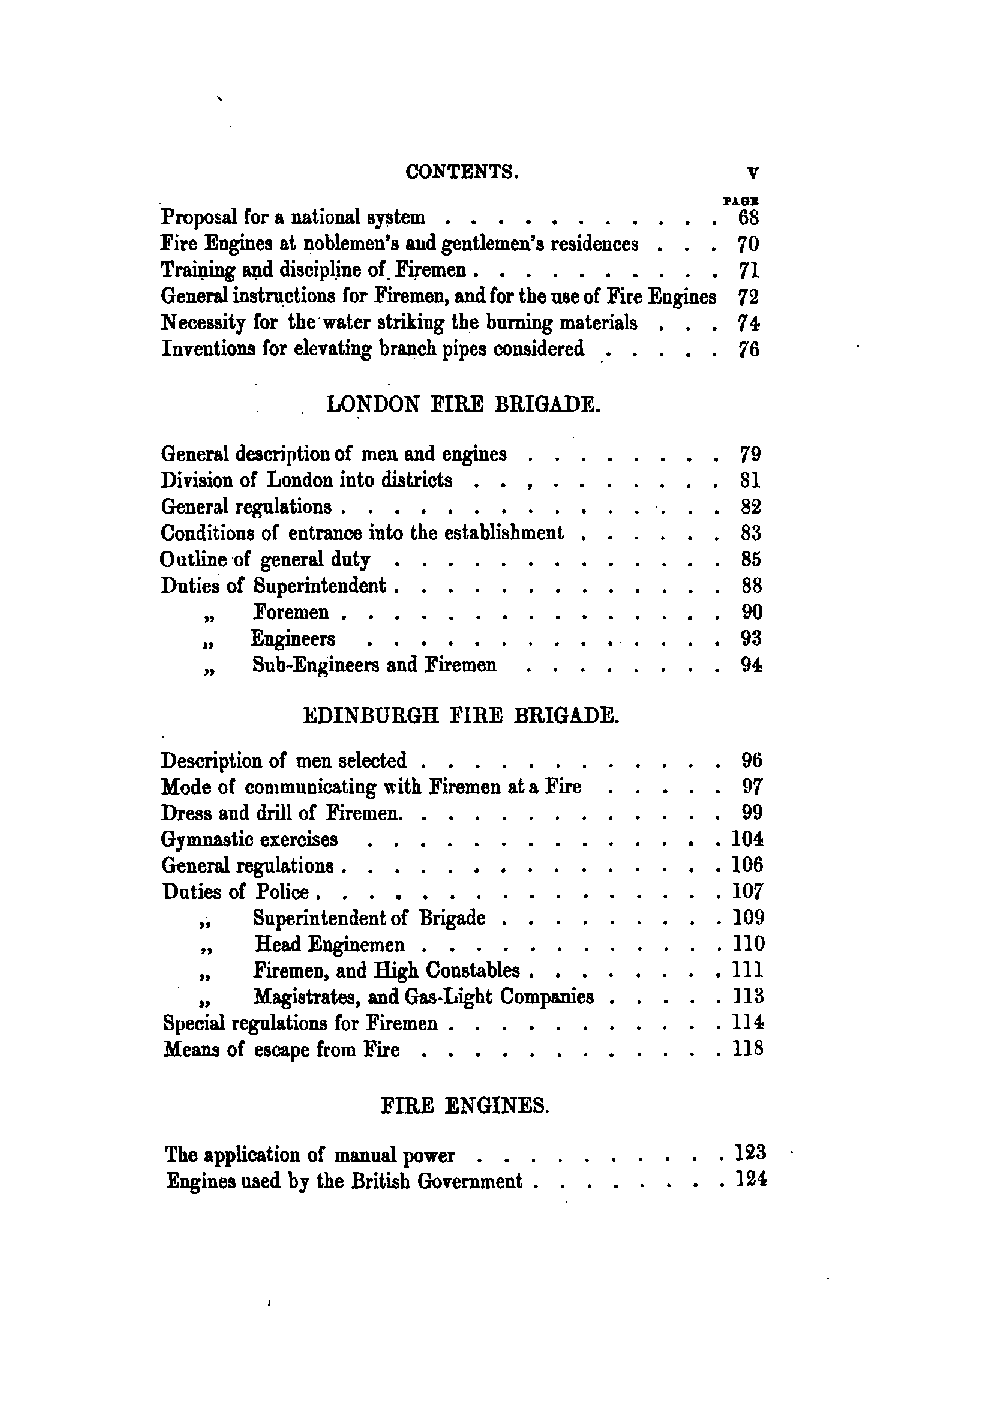 CONTENTS. v
PAGE
Proposal for a national system . . . . . . . . . . . 68
Fire Engines at noblemen's and gentlemen's residences . . . 70
Training and discipline of Firemen . . . . . . . . . . 71
General instructions for Firemen, and for the use of Fire Engines 72
Necessity for the water striking the burning materials . . . 74
Inventions for elevating branch pipes considered . . . . . 76
LONDON FIRE BRIGADE.
General description of men and engines . . . . . . . . 79
Division of London into districts . . . . . . . . . . 81
General regulations . . . . . . . . . . . . . . . 82
Conditions of entrance into the establishment . . . . . . 83
Outline of general duty . . . . . . . . . . . . . 85
Duties of Superintendent . . . . . . . . . . . . . 88
„ Foremen . . . . . . . . . . . . . . . 90
„ Engineers . . . . . . . . . . . . . . 93
„ Sub-Engineers and Firemen . . . . . . . . 94
EDINBURGH FIRE BRIGADE.
Description of men selected . . . . . . . . . . . . 96
Mode of communicating with Firemen at a Fire . . . . . 97
Dress and drill of Firemen. . . . . . . . . . . . . 99
Gymnastic exercises . . . . . . . . . . . . . . 104
General regulations . . . . . . . . . . . . . . . 106
Duties of Police . . . . . . . . . . . . . . . . 107
„ Superintendent of Brigade . . . . . . . . . 109
„ Head Enginemen . . . . . . . . . . . . 110
„ Firemen, and High Constables . . . . . . . . 111
„ Magistrates, and Gas-Light Companies . . . . . 113
Special regulations for Firemen . . . . . . . . . . . 114
Means of escape from Fire . . . . . . . . . . . . 118
FIRE ENGINES.
The application of manual power . . . . . . . . . . 123
Engines used by the British Government . . . . . . . . 124